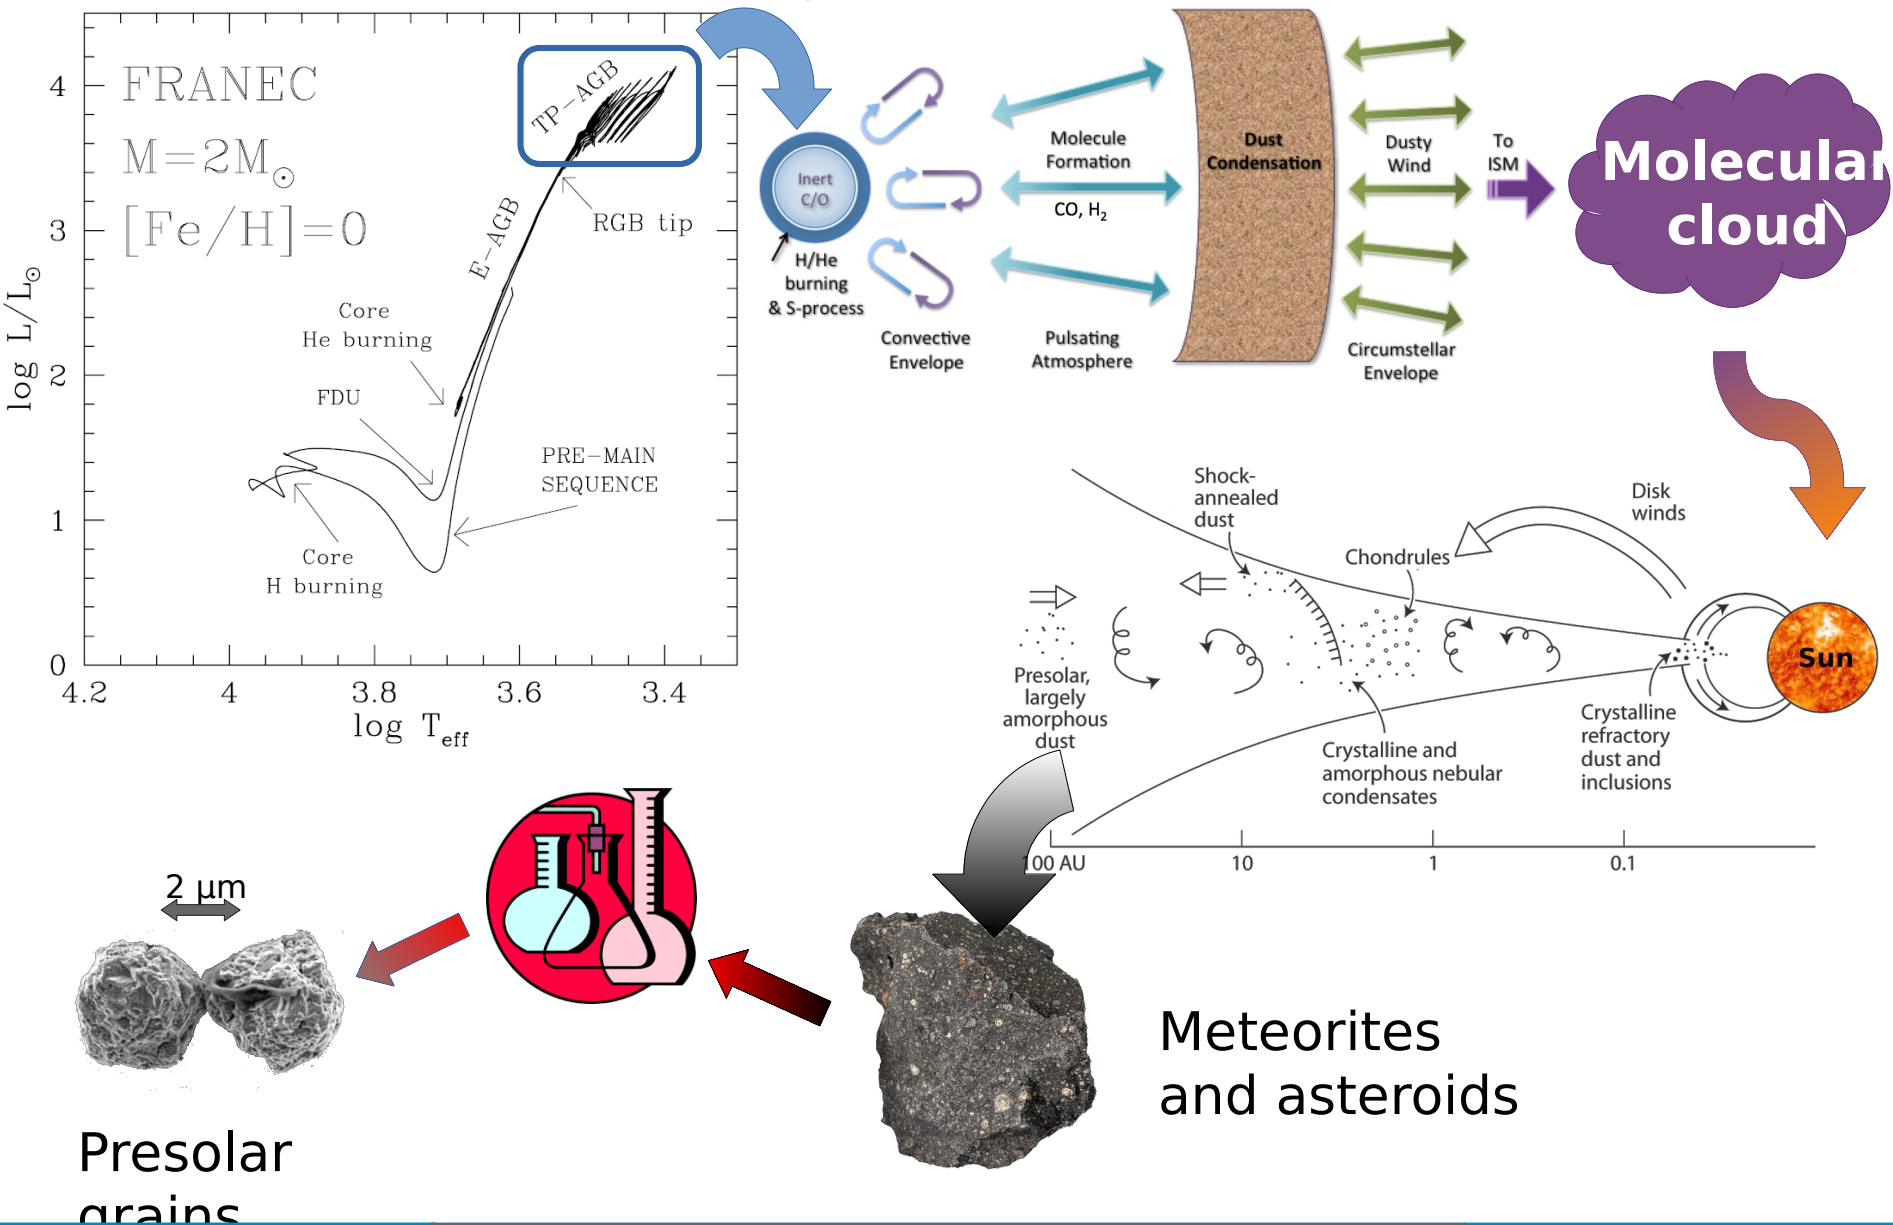 FRANEC
M=2M⊙
[Fe/H]=0
TP-AGB
E-AGB
RGB tip
Core
He burning
FDU
PRE-MAIN
SEQUENCE
Core
H burning
log L/L⊙
4
3
2
1
0
4.2
4
3.8
3.6
3.4
log Teff
Inert
C/O
H/He
burning
& S-process
Convective
Envelope
Molecule
Formation
CO, H2
Pulsating
Atmosphere
Dust
Condensation
Dusty
Wind
Circumstellar
Envelope
To
ISM
Molecular
cloud
Shock-
annealed
dust
Chondrules
Disk
winds
Sun
Presolar,
largely
amorphous
dust
Crystalline and
amorphous nebular
condensates
Crystalline
refractory
dust and
inclusions
100 AU
10
1
0.1
2 µm
Meteorites
and asteroids
Presolar
grains